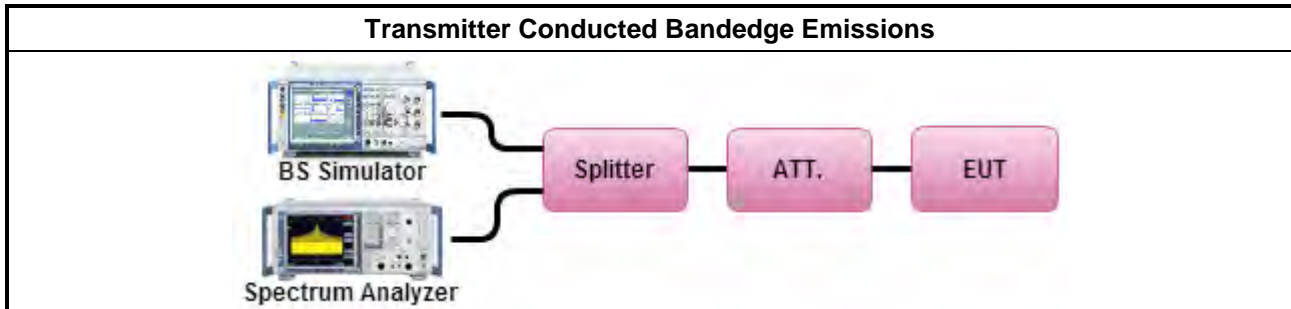 Transmitter Conducted Bandedge Emissions
BS Simulator
Splitter
ATT.
EUT
Spectrum Analyzer